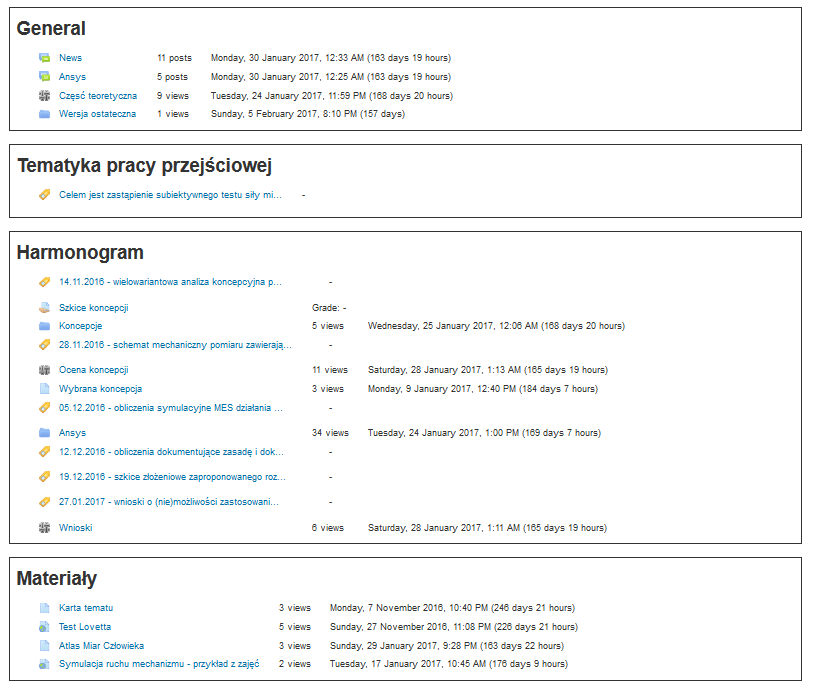 General
News 11 posts Monday, 30 January 2017, 12:33 AM (163 days 19 hours)
Ansys 5 posts Monday, 30 January 2017, 12:25 AM (163 days 19 hours)
Część teoretyczna 9 views Tuesday, 24 January 2017, 11:59 PM (168 days 20 hours)
Wersja ostateczna 1 views Sunday, 5 February 2017, 8:10 PM (157 days)
Tematyka pracy przejściowej
Celem jest zastąpienie subiektywnego testu siły mi... -
Harmonogram
14.11.2016 - wielowariantowa analiza koncepcyjna p... -
Szkice koncepcji Grade: -
Koncepcje 5 views Wednesday, 25 January 2017, 12:06 AM (168 days 20 hours)
28.11.2016 - schemat mechaniczny pomiaru zawierają... -
Ocena koncepcji 11 views Saturday, 28 January 2017, 1:13 AM (165 days 19 hours)
Wybrana koncepcja 3 views Monday, 9 January 2017, 12:40 PM (184 days 7 hours)
05.12.2016 - obliczenia symulacyjne MES działania ... -
Ansys 34 views Tuesday, 24 January 2017, 1:00 PM (169 days 7 hours)
12.12.2016 - obliczenia dokumentujące zasadę i dok... -
19.12.2016 - szkice złożeniowe zaproponowanego roz... -
27.01.2017 - wnioski o (nie)możliwości zastosowani... -
Wnioski 6 views Saturday, 28 January 2017, 1:11 AM (165 days 19 hours)
Materiały
Karta tematu 3 views Monday, 7 November 2016, 10:40 PM (246 days 21 hours)
Test Lovetta 5 views Sunday, 27 November 2016, 11:08 PM (226 days 21 hours)
Atlas Miar Człowieka 3 views Sunday, 29 January 2017, 9:28 PM (163 days 22 hours)
Symulacja ruchu mechanizmu - przykład z zajęć 2 views Tuesday, 17 January 2017, 10:45 AM (176 days 9 hours)